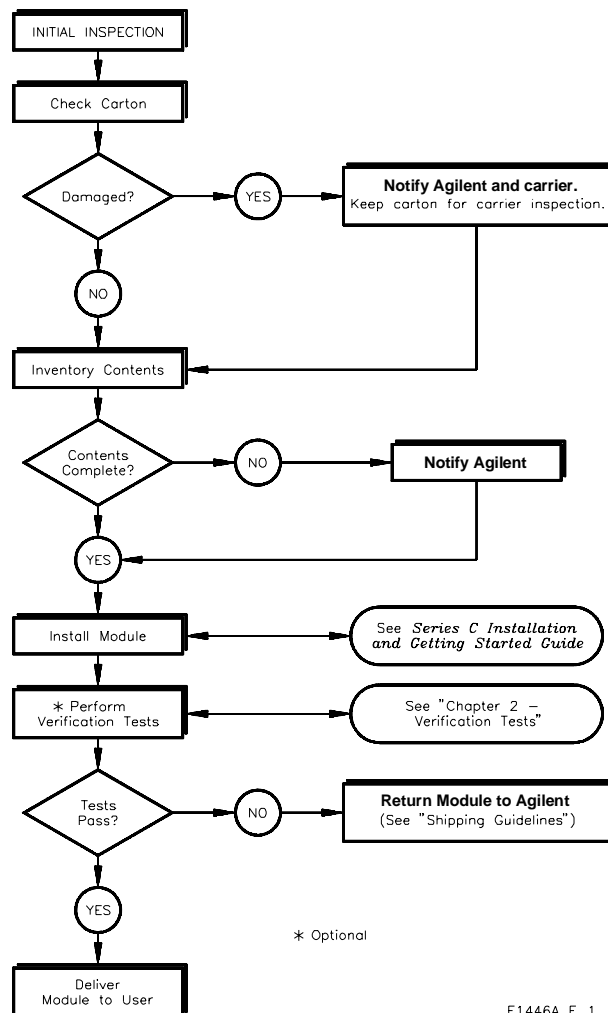 INITIAL INSPECTION
Check Carton
Damaged?
YES
Notify Agilent and carrier.
Keep carton for carrier inspection.
NO
Inventory Contents
Contents
Complete?
NO
Notify Agilent
YES
Install Module
See Series C Installation
and Getting Started Guide
* Perform
Verification Tests
See "Chapter 2 –
Verification Tests"
Tests
Pass?
NO
Return Module to Agilent
(See "Shipping Guidelines")
YES
* Optional
Deliver
Module to User
E1446A F 1